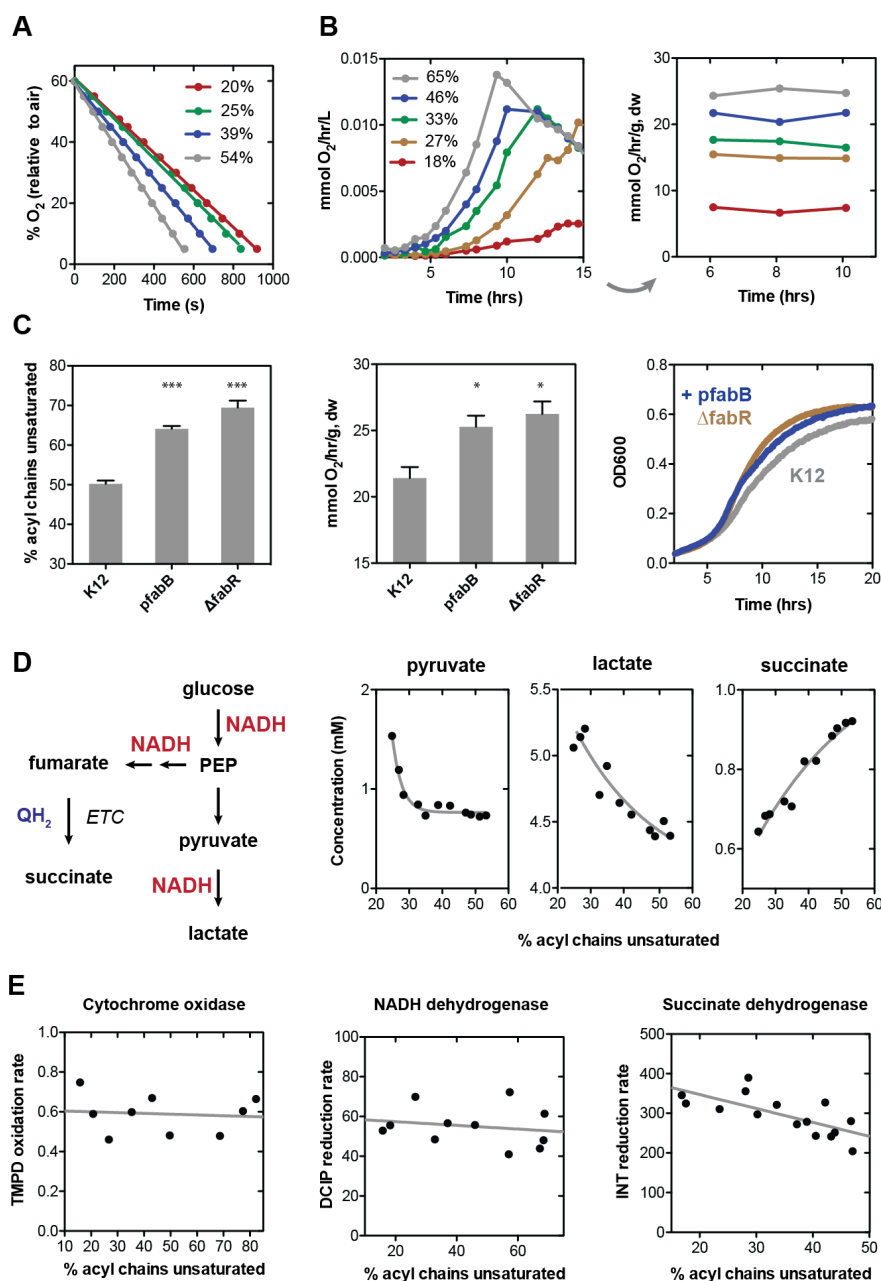 A
% O2 (relative to air)
60
40
20
0
20%
25%
39%
54%
0 200 400 600 800 1000
Time (s)
B
mmol O2/hr/L
0.015
0.010
0.005
0.000
65%
46%
33%
27%
18%
5 10 15
Time (hrs)
mmol O2/hr/g, dw
30
20
10
0
6 8 10
Time (hrs)
C
% acyl chains unsaturated
80
70
60
50
40
30
*** ***
K12 pfabB ΔfabR
mmol O2/hr/g, dw
30
27
24
21
18
15
* *
K12 pfabB ΔfabR
OD600
0.8
0.6
0.4
0.2
0.0
+ pfabB
ΔfabR
K12
5 10 15 20
Time (hrs)
D
glucose
NADH
NADH
fumarate PEP
QH2 ETC
pyruvate
succinate
NADH
lactate
pyruvate
Concentration (mM)
2
1
0
20 30 40 50 60
lactate
5.5
5.0
4.5
4.0
20 30 40 50 60
succinate
1.0
0.8
0.6
20 30 40 50 60
% acyl chains unsaturated
E
Cytochrome oxidase
TMPD oxidation rate
1.0
0.8
0.6
0.4
0.2
0.0
10 20 30 40 50 60 70 80
% acyl chains unsaturated
NADH dehydrogenase
DCIP reduction rate
100
80
60
40
20
0
20 40 60
% acyl chains unsaturated
Succinate dehydrogenase
INT reduction rate
500
400
300
200
100
0
20 30 40 50
% acyl chains unsaturated